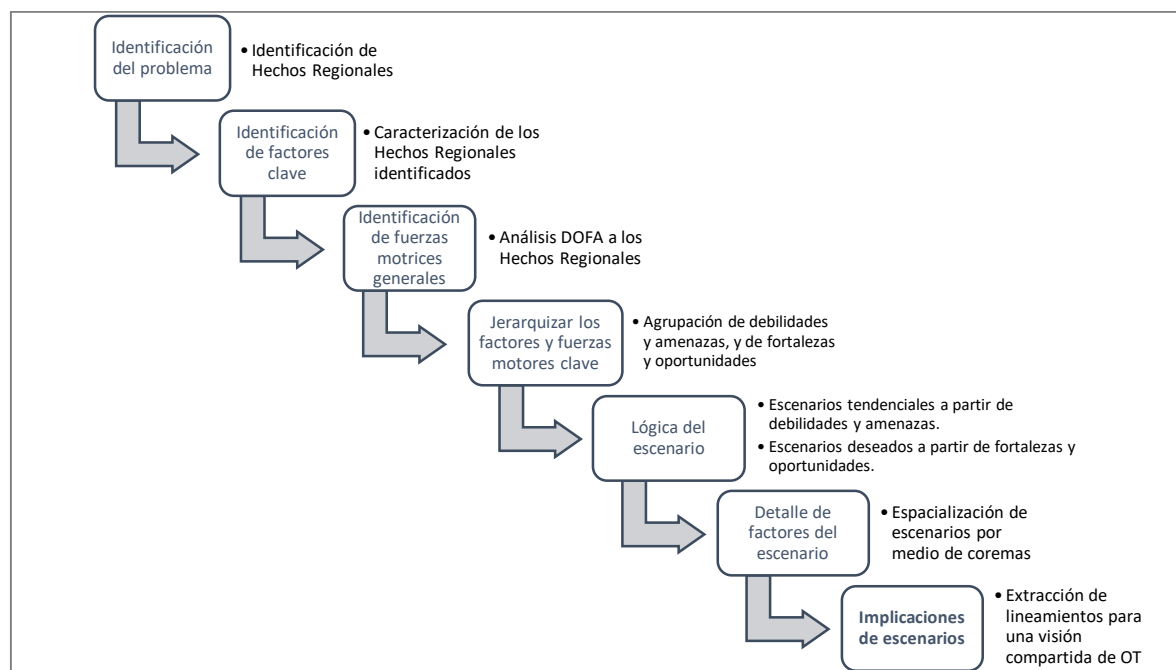 Identificación
del problema
• Identificación de
Hechos Regionales
Identificación
de factores
clave
• Caracterización de los
Hechos Regionales
identificados
Identificación
de fuerzas
motrices
generales
• Análisis DOFA a los
Hechos Regionales
Jerarquizar los
factores y fuerzas
motores clave
• Agrupación de debilidades
y amenazas, y de fortalezas
y oportunidades
Lógica del
escenario
• Escenarios tendenciales a partir de
debilidades y amenazas.
• Escenarios deseados a partir de fortalezas y
oportunidades.
Detalle de
factores del
escenario
• Espacialización de
escenarios por
medio de coremas
Implicaciones
de escenarios
• Extracción de
lineamientos para
una visión
compartida de OT